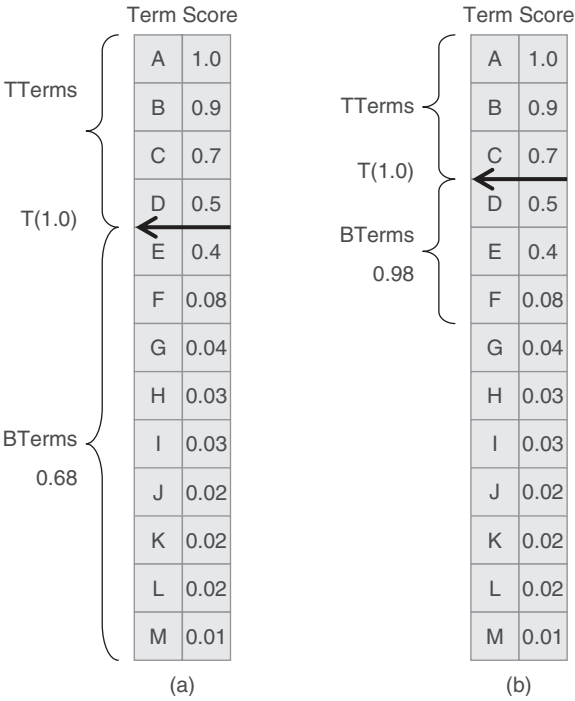 Term Score
A 1.0
B 0.9
C 0.7
D 0.5
E 0.4
F 0.08
G 0.04
H 0.03
I 0.03
J 0.02
K 0.02
L 0.02
M 0.01
TTerms
T(1.0)
BTerms
0.68
(a)
Term Score
A 1.0
B 0.9
C 0.7
D 0.5
E 0.4
F 0.08
G 0.04
H 0.03
I 0.03
J 0.02
K 0.02
L 0.02
M 0.01
TTerms
T(1.0)
BTerms
0.98
(b)